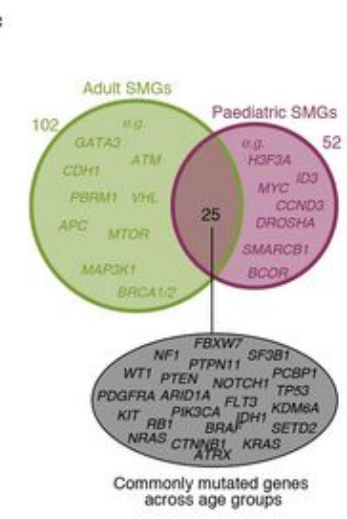 c
Adult SMGs
Paediatric SMGs
102
e.g.
GATA3
ATM
CDH1
PBRM1 VHL
APC
MTOR
MAP3K1
BRCA1/2
52
e.g.
H3F3A
ID3
MYC
CCND3
DROSHA
SMARCB1
BCOR
25
FBXW7
NF1 SF3B1
PTPN11
WT1 PCBP1
PTEN NOTCH1
TP53
PDGFRA ARID1A
FLT3
KDM6A
KIT PIK3CA IDH1
RB1 BRAF SETD2
NRAS
CTNNB1 KRAS
ATRX
Commonly mutated genes
across age groups